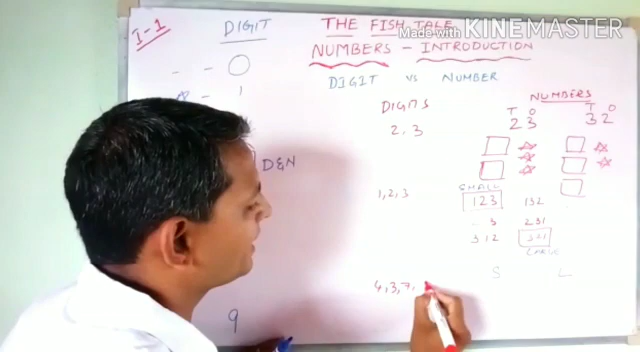 Made with KINEMASTER
I-1
DIGIT
THE FISH TALE
NUMBERS - INTRODUCTION
DIGIT VS NUMBER
- - 0
- 1
DIGITS
NUMBERS
T O
T O
2, 3
23
32
D&N
SMALL
1, 2, 3
123
132
3
231
312
321
LARGE
S
L
4, 3, 7,
9